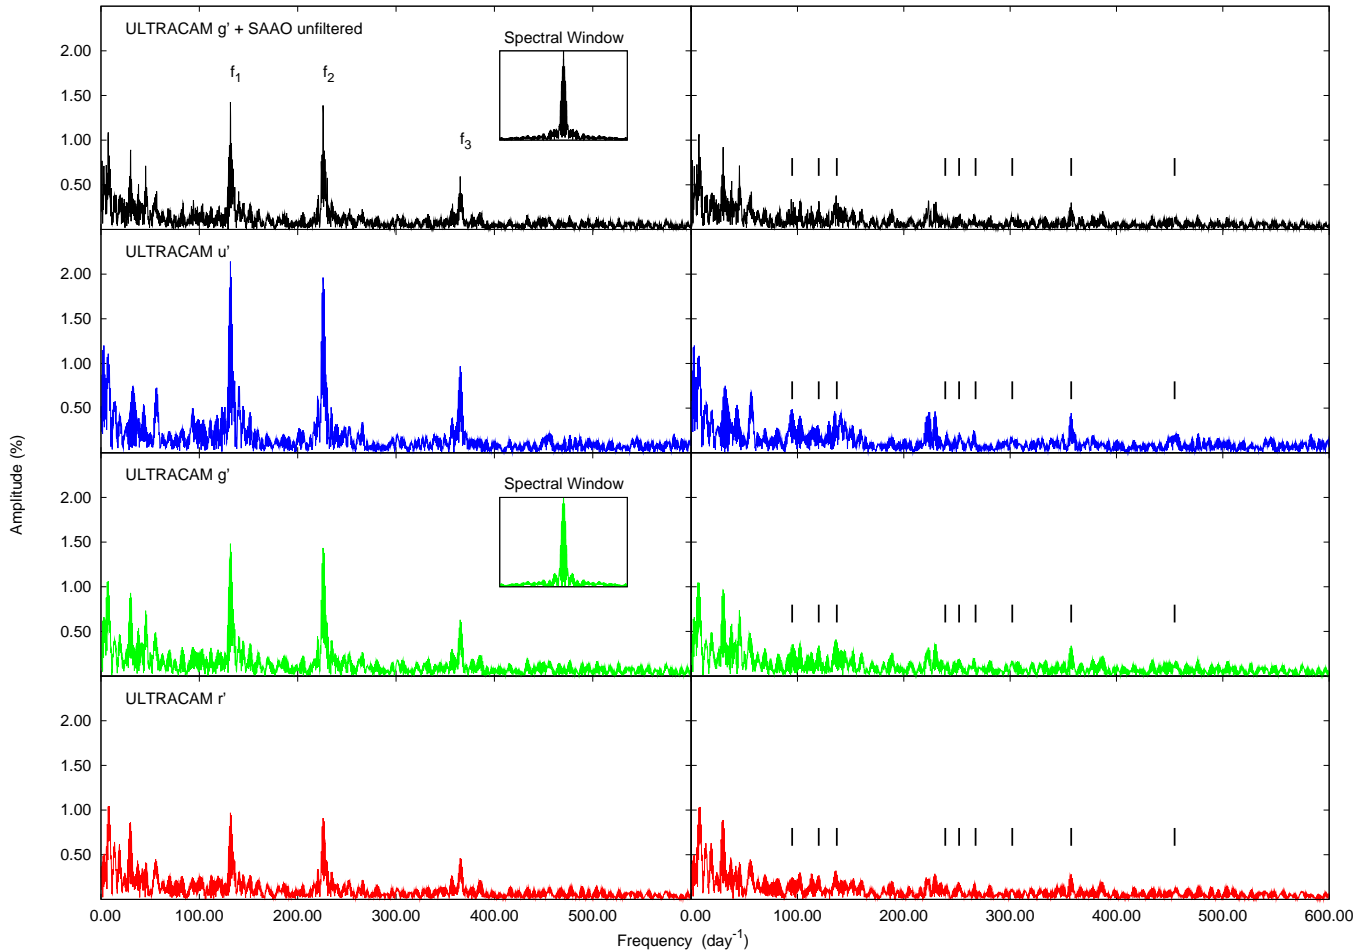 ULTRACAM g' + SAAO unfiltered
Spectral Window
f1
f2
f3
2.00
1.50
1.00
0.50
ULTRACAM u'
2.00
1.50
1.00
0.50
ULTRACAM g'
Spectral Window
2.00
1.50
1.00
0.50
ULTRACAM r'
2.00
1.50
1.00
0.50
Amplitude (%)
0.00 100.00 200.00 300.00 400.00 500.00 0.00 100.00 200.00 300.00 400.00 500.00 600.00
Frequency (day-1)